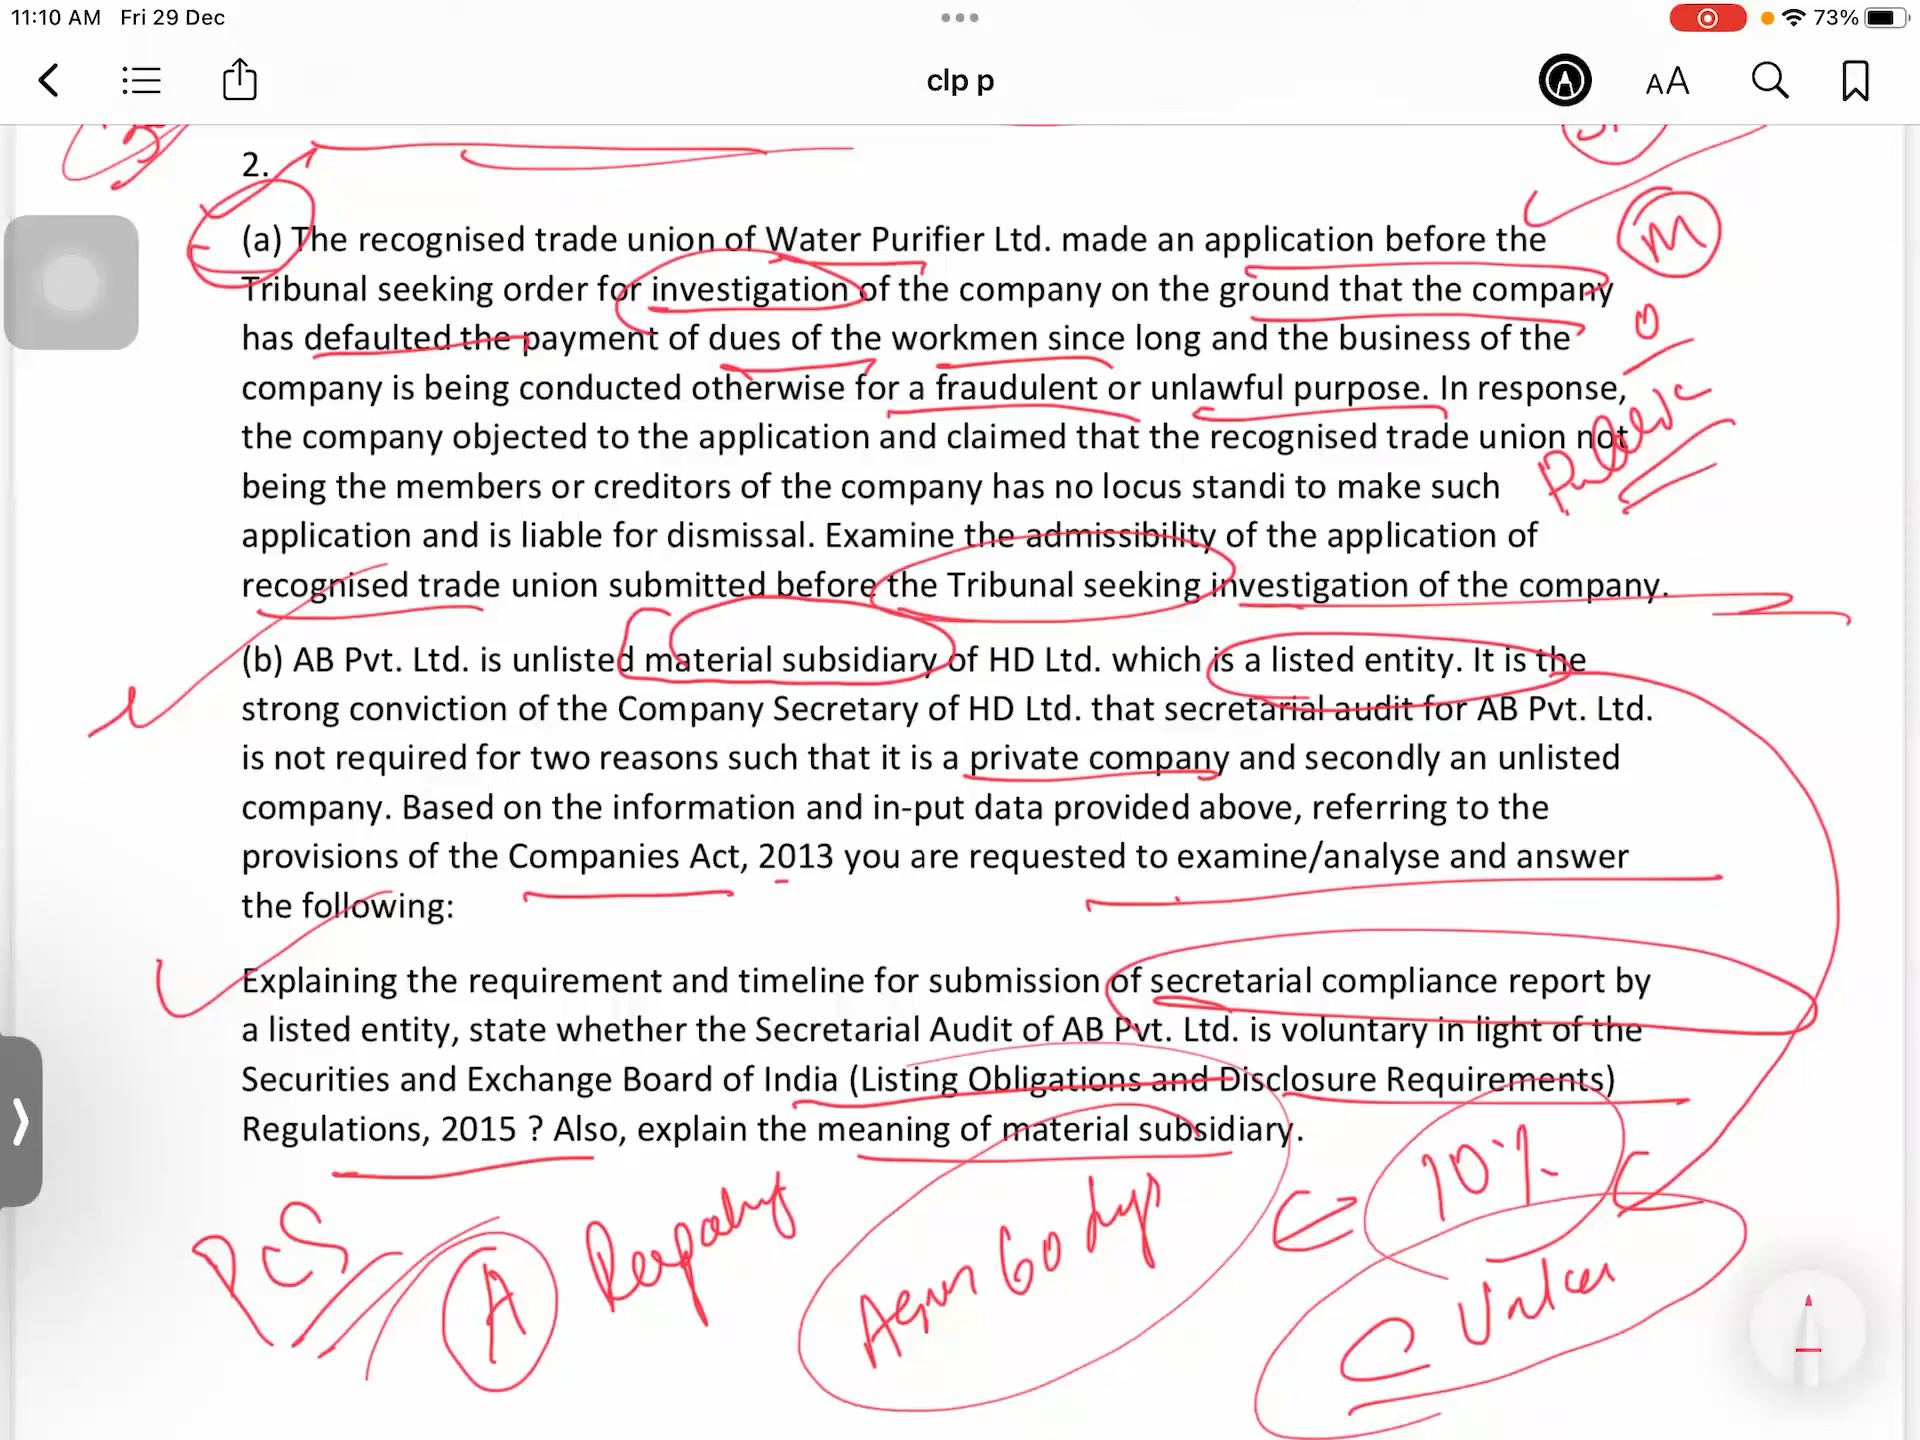 11:10 AM Fri 29 Dec
73%
clp p
AA
2.
(a) The recognised trade union of Water Purifier Ltd. made an application before the
M
Tribunal seeking order for investigation of the company on the ground that the company
has defaulted the payment of dues of the workmen since long and the business of the
company is being conducted otherwise for a fraudulent or unlawful purpose. In response,
the company objected to the application and claimed that the recognised trade union not
Public
being the members or creditors of the company has no locus standi to make such
application and is liable for dismissal. Examine the admissibility of the application of
recognised trade union submitted before the Tribunal seeking investigation of the company.
(b) AB Pvt. Ltd. is unlisted material subsidiary of HD Ltd. which is a listed entity. It is the
strong conviction of the Company Secretary of HD Ltd. that secretarial audit for AB Pvt. Ltd.
is not required for two reasons such that it is a private company and secondly an unlisted
company. Based on the information and in-put data provided above, referring to the
provisions of the Companies Act, 2013 you are requested to examine/analyse and answer
the following:
Explaining the requirement and timeline for submission of secretarial compliance report by
a listed entity, state whether the Secretarial Audit of AB Pvt. Ltd. is voluntary in light of the
Securities and Exchange Board of India (Listing Obligations and Disclosure Requirements)
Regulations, 2015 ? Also, explain the meaning of material subsidiary.
10%
PCS
A
60 days